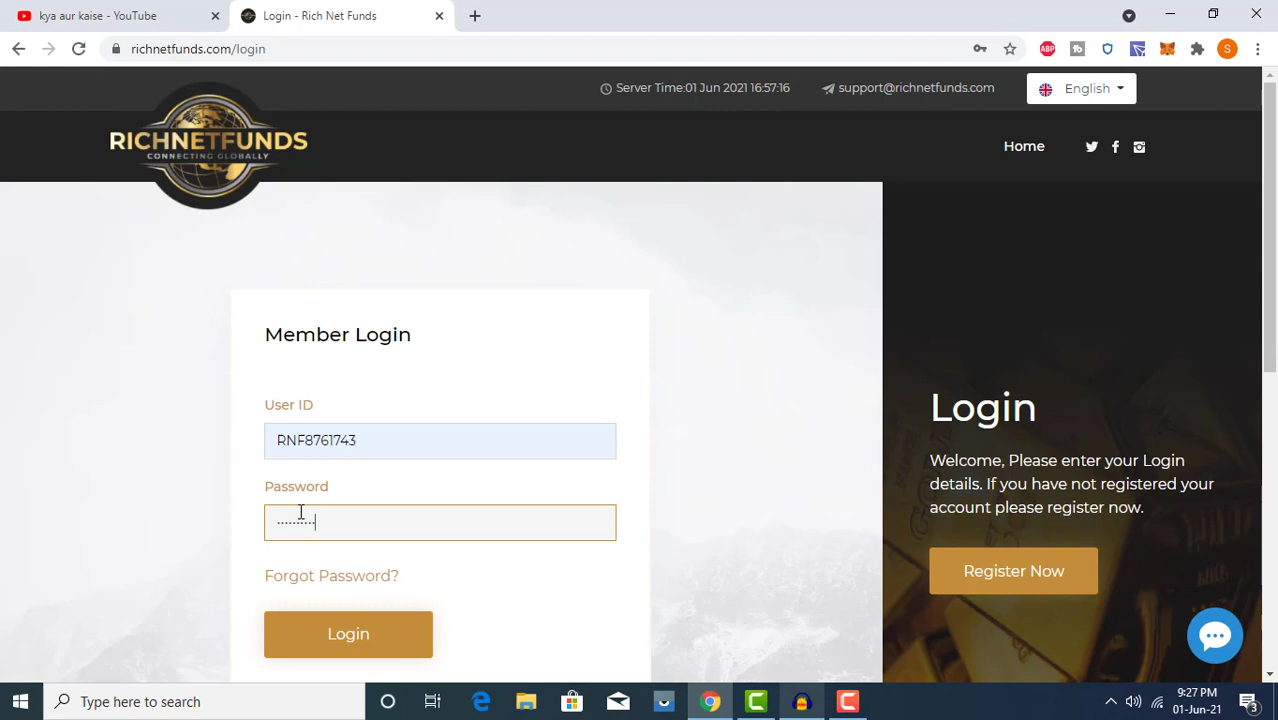 kya aur kaise - YouTube
Login - Rich Net Funds
richnetfunds.com/login
ABP
S
Server Time:01 Jun 2021 16:57:16
support@richnetfunds.com
English
RICHNETFUNDS
CONNECTING GLOBALLY
Home
Member Login
User ID
RNF8761743
Password
Forgot Password?
Login
Login
Welcome, Please enter your Login
details. If you have not registered your
account please register now.
Register Now
Type here to search
9:27 PM
01-Jun-21
3